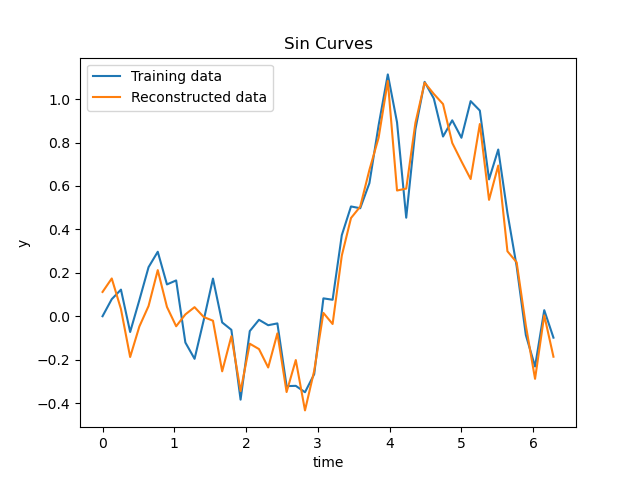 Sin Curves
Training data
Reconstructed data
1.0
0.8
0.6
0.4
0.2
0.0
−0.2
−0.4
y
0 1 2 3 4 5 6
time